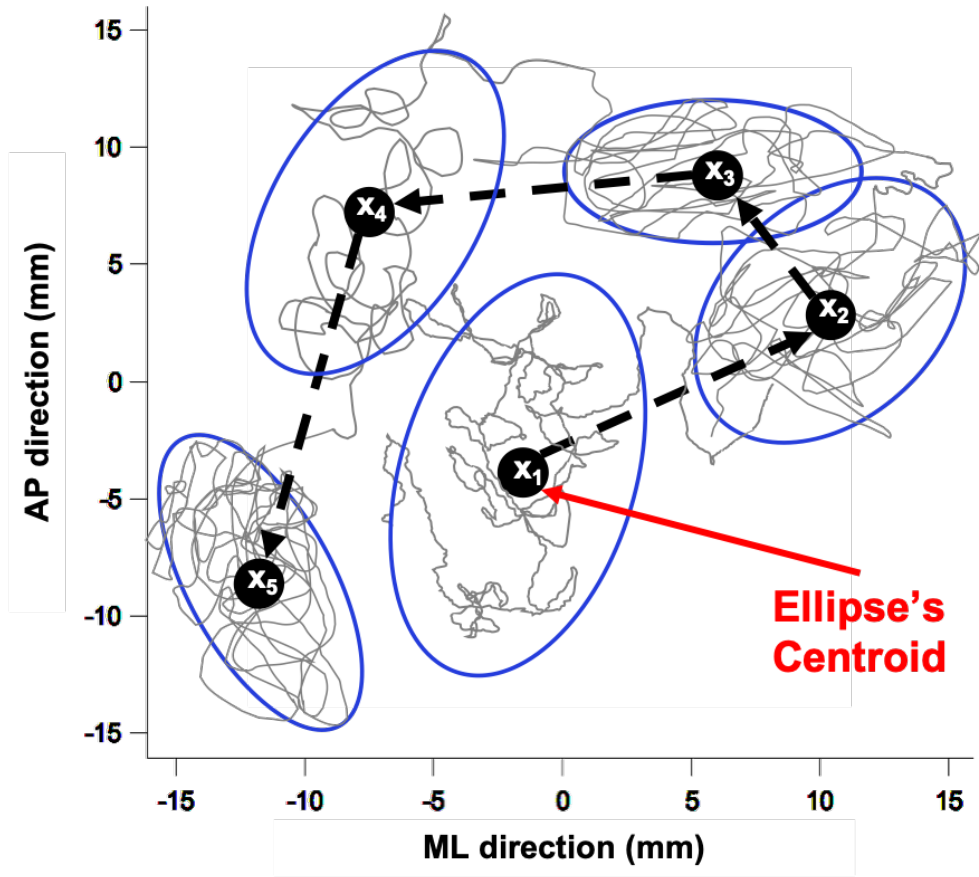 15
10
5
0
-5
-10
-15
AP direction (mm)
x3
x4
x2
x1
x5
Ellipse’s
Centroid
-15 -10 -5 0 5 10 15
ML direction (mm)